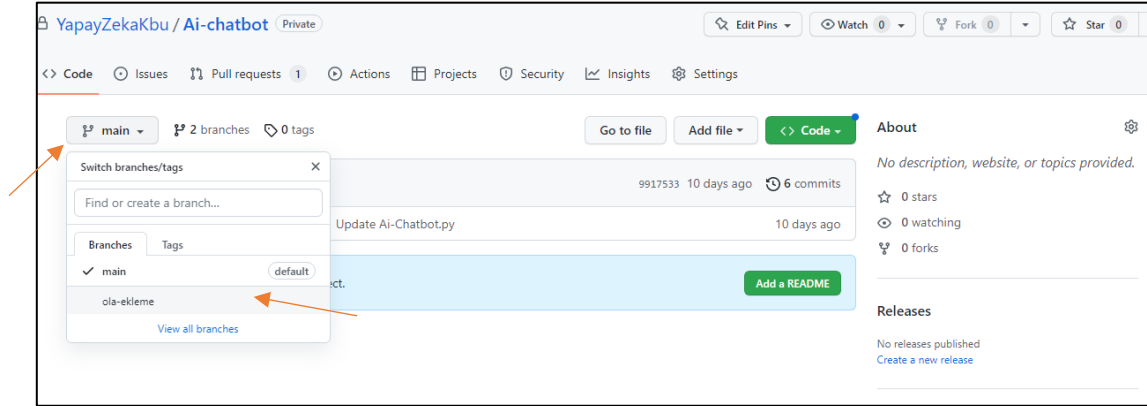 YapayZekaKbu / Ai-chatbot Private
Edit Pins Watch 0 Fork 0 Star 0
Code Issues Pull requests 1 Actions Projects Security Insights Settings
main 2 branches 0 tags Go to file Add file Code
Switch branches/tags
Find or create a branch...
Branches Tags
main default
ola-ekleme
View all branches
9917533 10 days ago 6 commits
Update Ai-Chatbot.py 10 days ago
Add a README
About
No description, website, or topics provided.
0 stars
0 watching
0 forks
Releases
No releases published
Create a new release